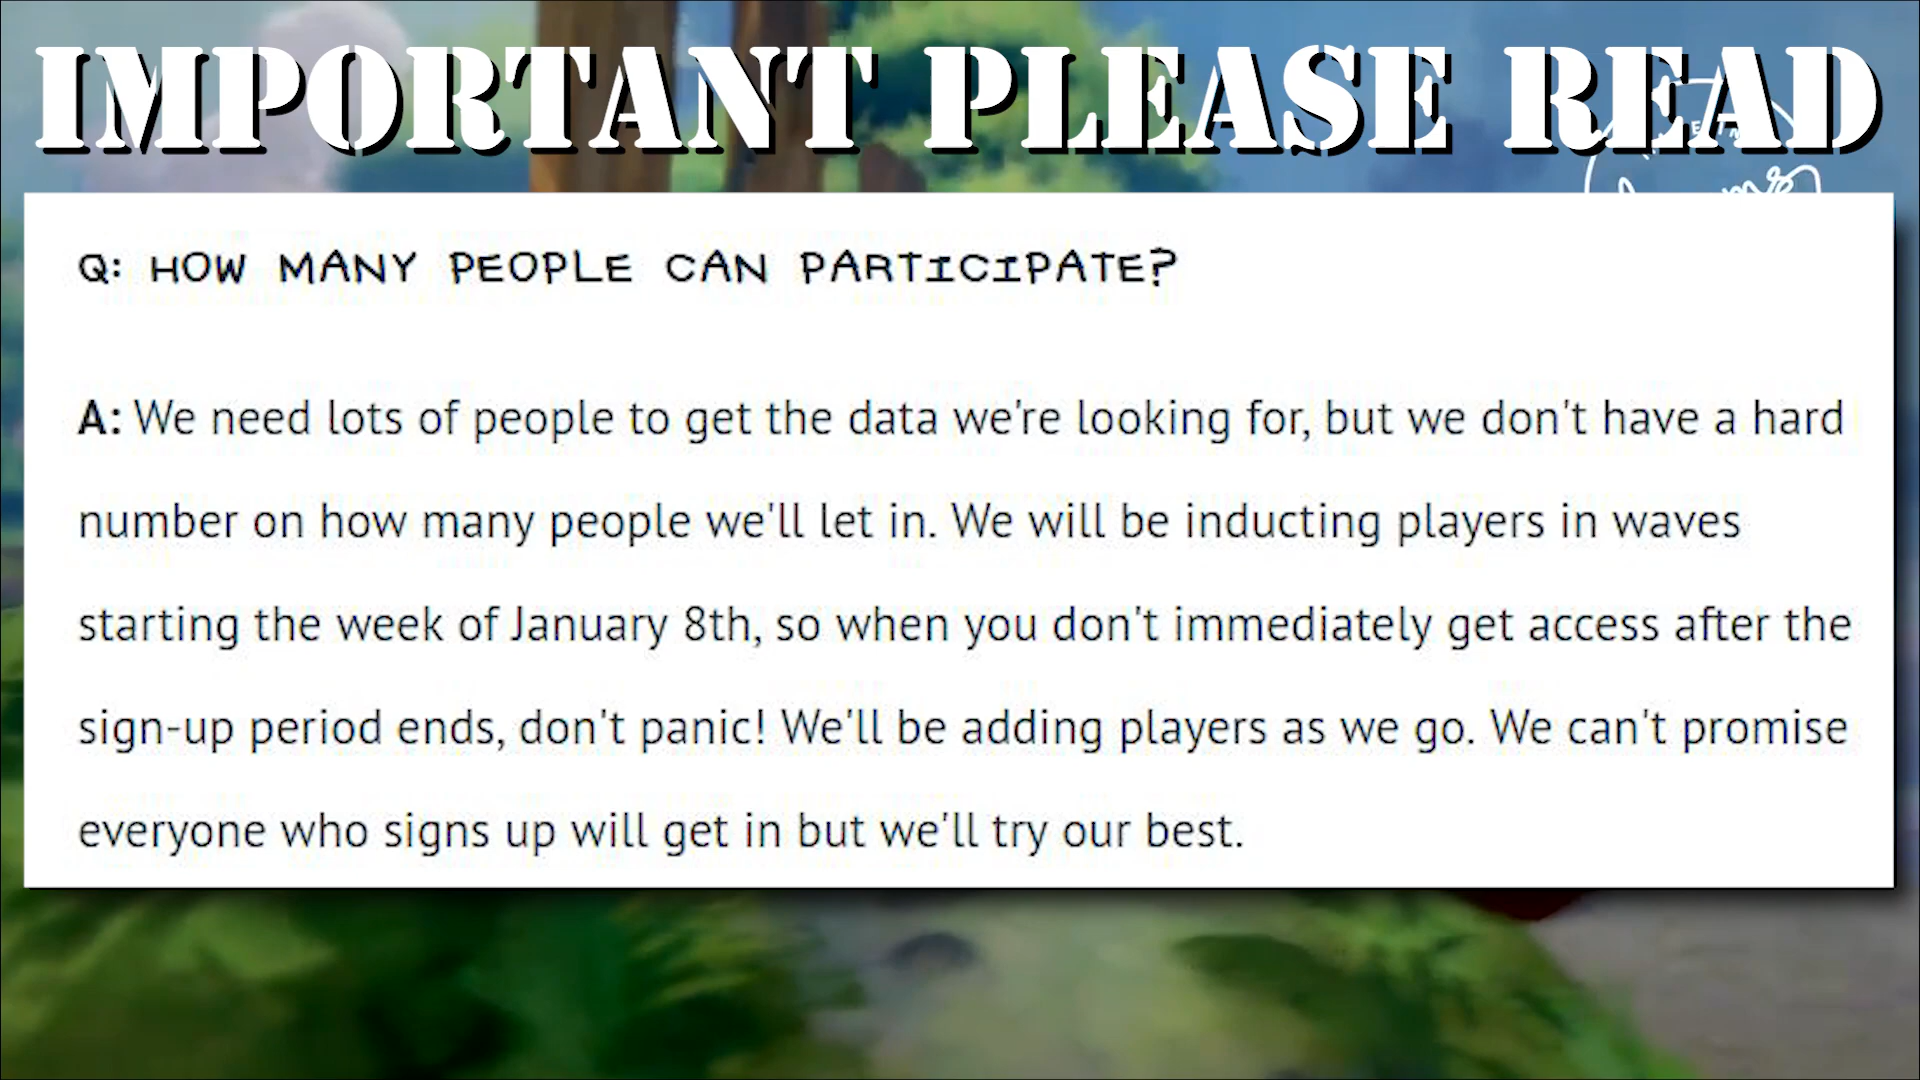 IMPORTANT PLEASE READ
Q: HOW MANY PEOPLE CAN PARTICIPATE?
A: We need lots of people to get the data we're looking for, but we don't have a hard
number on how many people we'll let in. We will be inducting players in waves
starting the week of January 8th, so when you don't immediately get access after the
sign-up period ends, don't panic! We'll be adding players as we go. We can't promise
everyone who signs up will get in but we'll try our best.